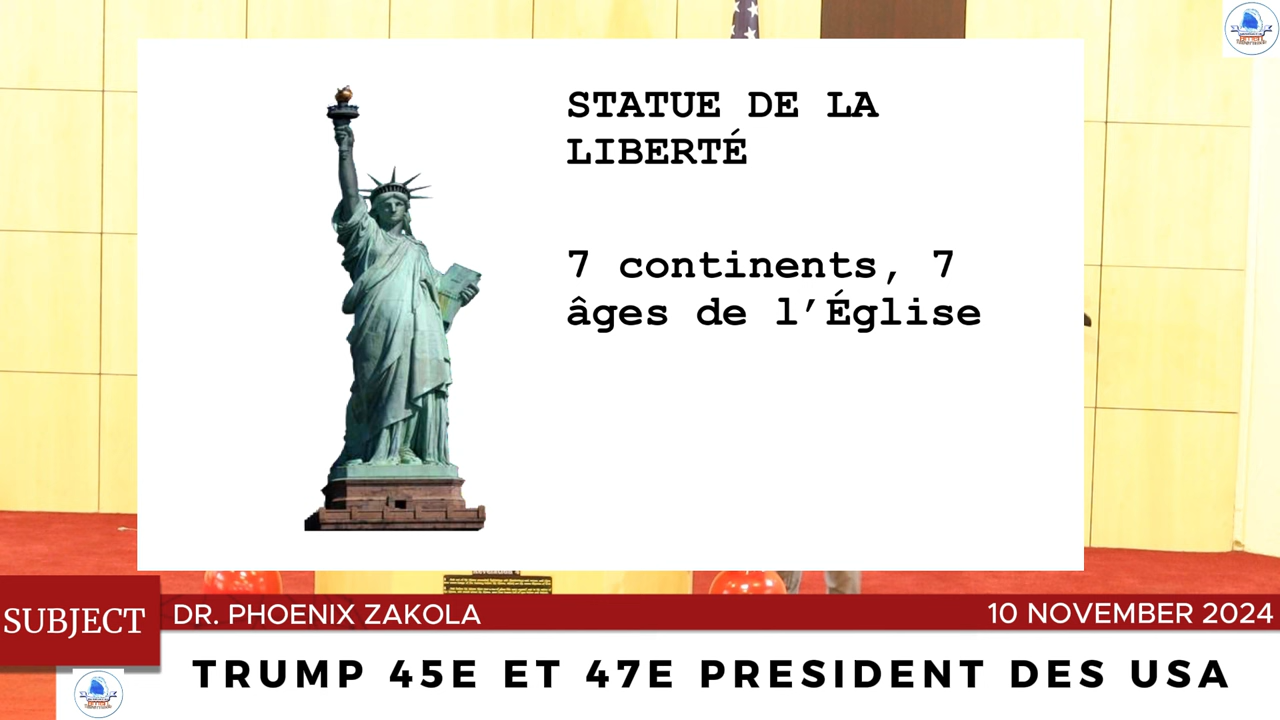 STATUE DE LA
LIBERTÉ
7 continents, 7
âges de l’Église
SUBJECT
DR. PHOENIX ZAKOLA
10 NOVEMBER 2024
TRUMP 45E ET 47E PRESIDENT DES USA